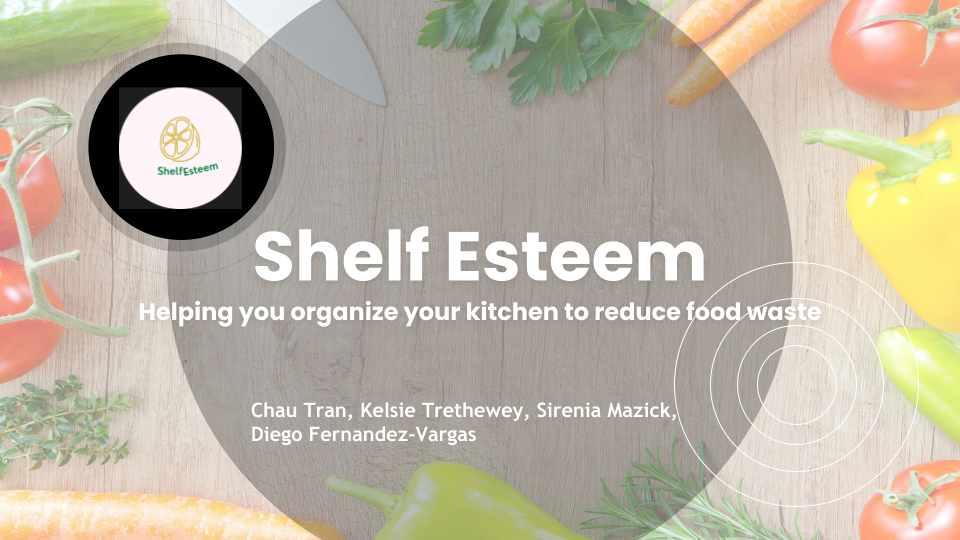 ShelfEsteem
Shelf Esteem
Helping you organize your kitchen to reduce food waste
Chau Tran, Kelsie Trethewey, Sirenia Mazick,
Diego Fernandez-Vargas